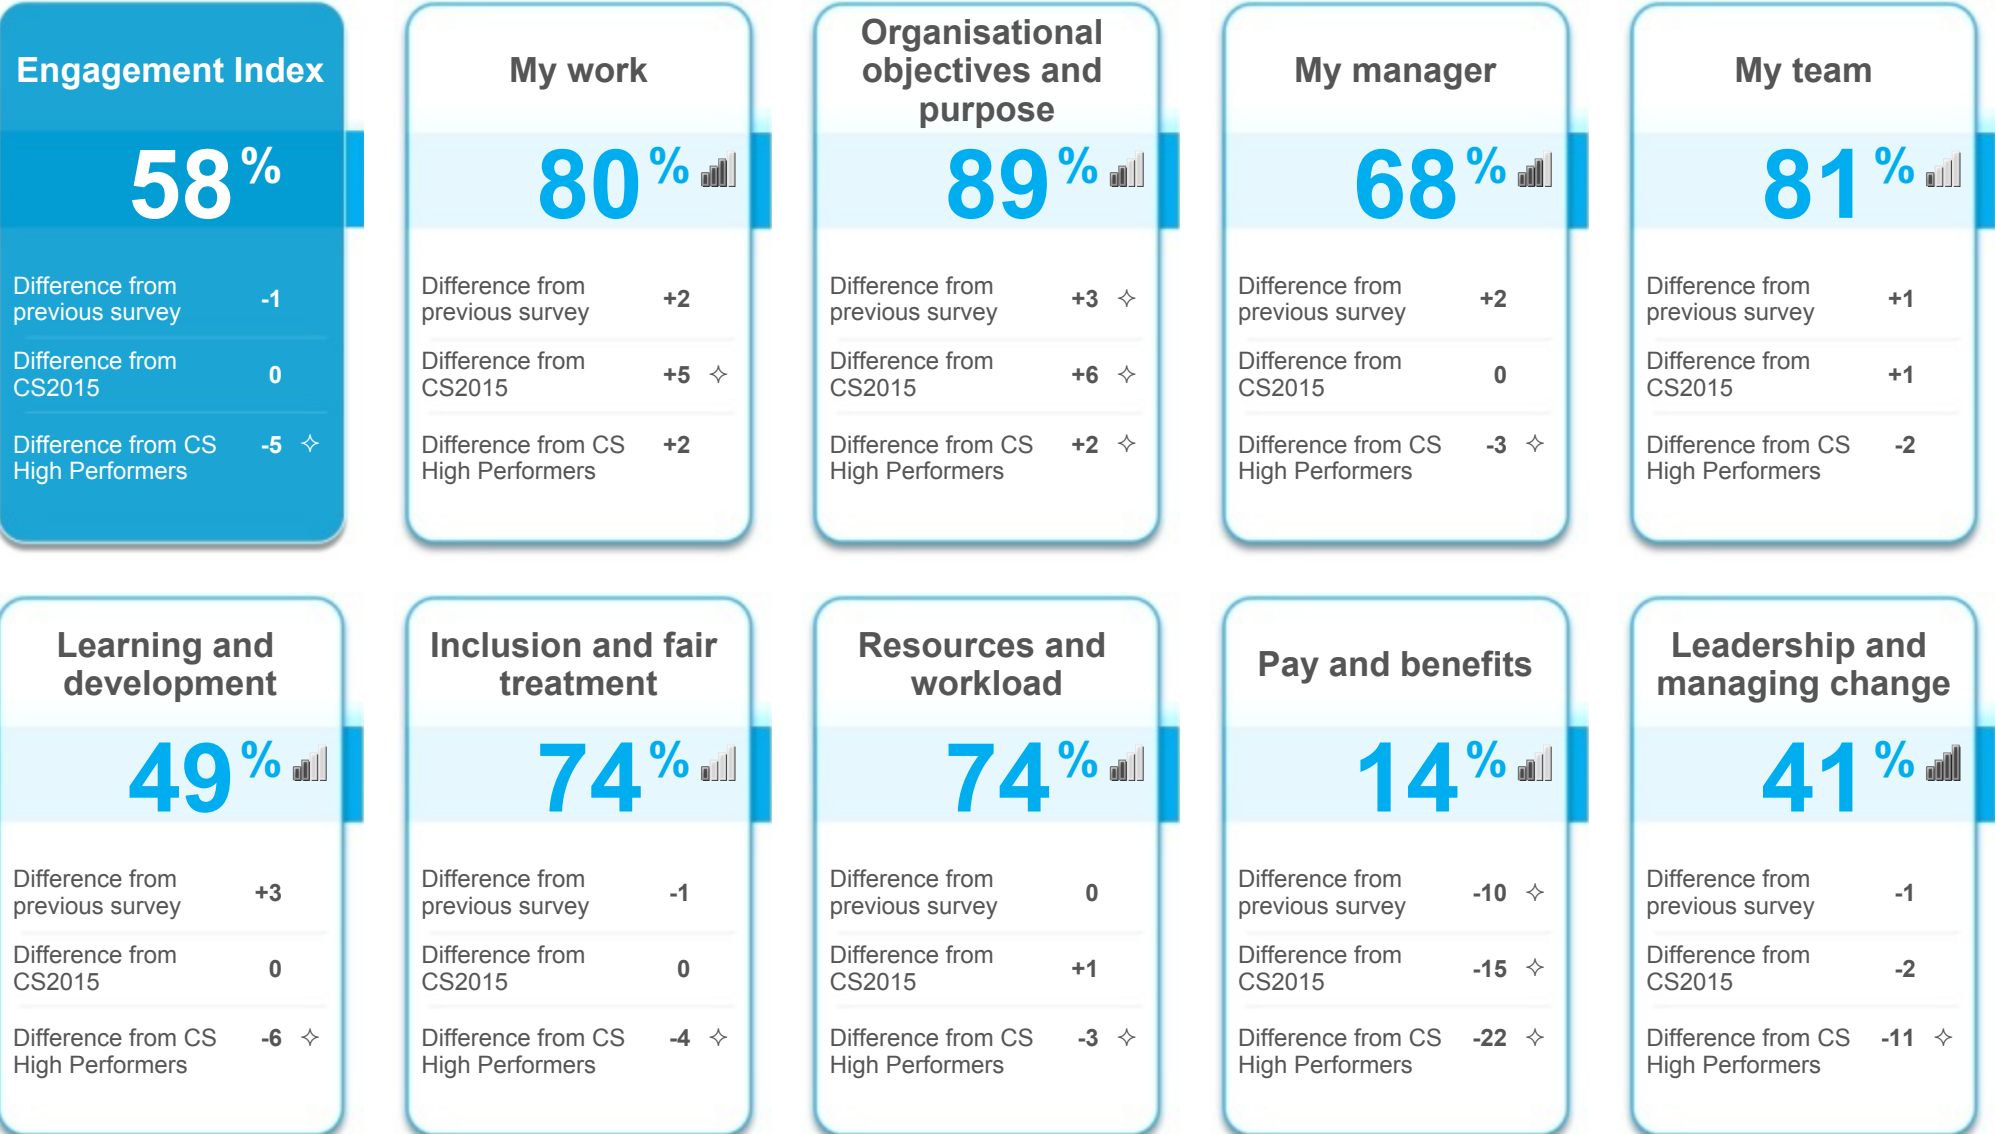 Engagement Index
58%
Difference from
previous survey -1
Difference from
CS2015 0
Difference from CS
High Performers -5 ✧
My work
80%
Difference from
previous survey +2
Difference from
CS2015 +5 ✧
Difference from CS
High Performers +2
Organisational
objectives and
purpose
89%
Difference from
previous survey +3 ✧
Difference from
CS2015 +6 ✧
Difference from CS
High Performers +2 ✧
My manager
68%
Difference from
previous survey +2
Difference from
CS2015 0
Difference from CS
High Performers -3 ✧
My team
81%
Difference from
previous survey +1
Difference from
CS2015 +1
Difference from CS
High Performers -2
Learning and
development
49%
Difference from
previous survey +3
Difference from
CS2015 0
Difference from CS
High Performers -6 ✧
Inclusion and fair
treatment
74%
Difference from
previous survey -1
Difference from
CS2015 0
Difference from CS
High Performers -4 ✧
Resources and
workload
74%
Difference from
previous survey 0
Difference from
CS2015 +1
Difference from CS
High Performers -3 ✧
Pay and benefits
14%
Difference from
previous survey -10 ✧
Difference from
CS2015 -15 ✧
Difference from CS
High Performers -22 ✧
Leadership and
managing change
41%
Difference from
previous survey -1
Difference from
CS2015 -2
Difference from CS
High Performers -11 ✧